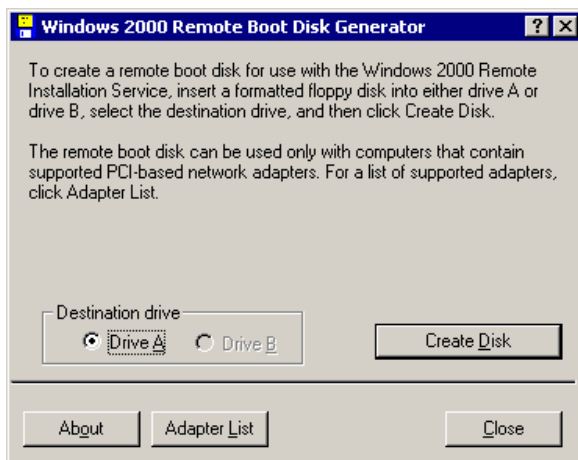 Windows 2000 Remote Boot Disk Generator
To create a remote boot disk for use with the Windows 2000 Remote
Installation Service, insert a formatted floppy disk into either drive A or
drive B, select the destination drive, and then click Create Disk.
The remote boot disk can be used only with computers that contain
supported PCI-based network adapters. For a list of supported adapters,
click Adapter List.
Destination drive
Drive A Drive B
Create Disk
About Adapter List Close